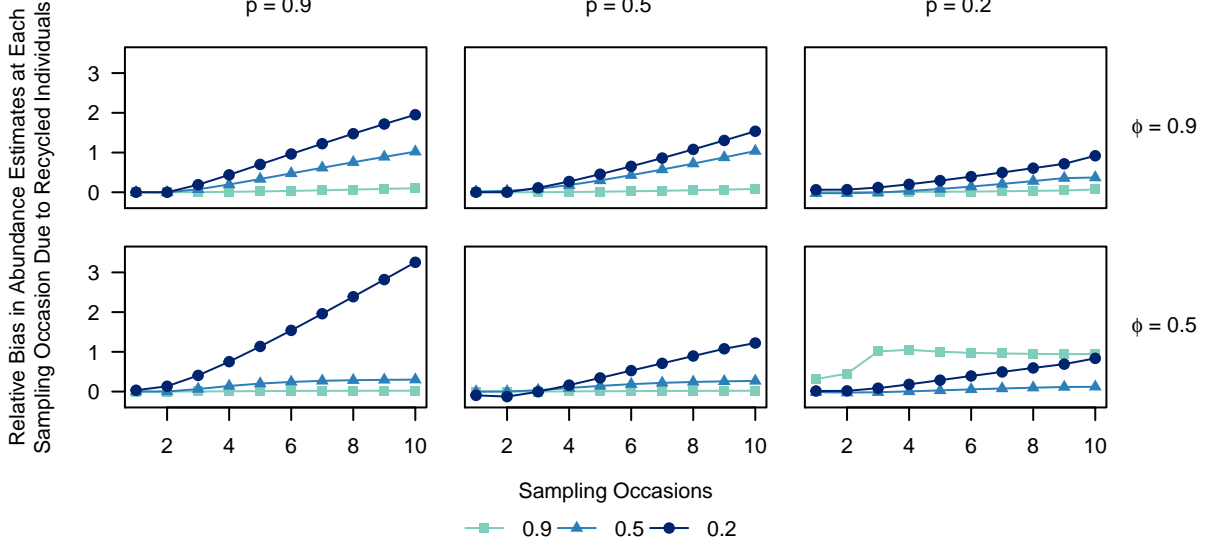 p = 0.9 p = 0.5 p = 0.2
Relative Bias in Abundance Estimates at Each
Sampling Occasion Due to Recycled Individuals
3
2
1
0
ϕ = 0.9
3
2
1
0
ϕ = 0.5
2 4 6 8 10 2 4 6 8 10 2 4 6 8 10
Sampling Occasions
0.9 0.5 0.2